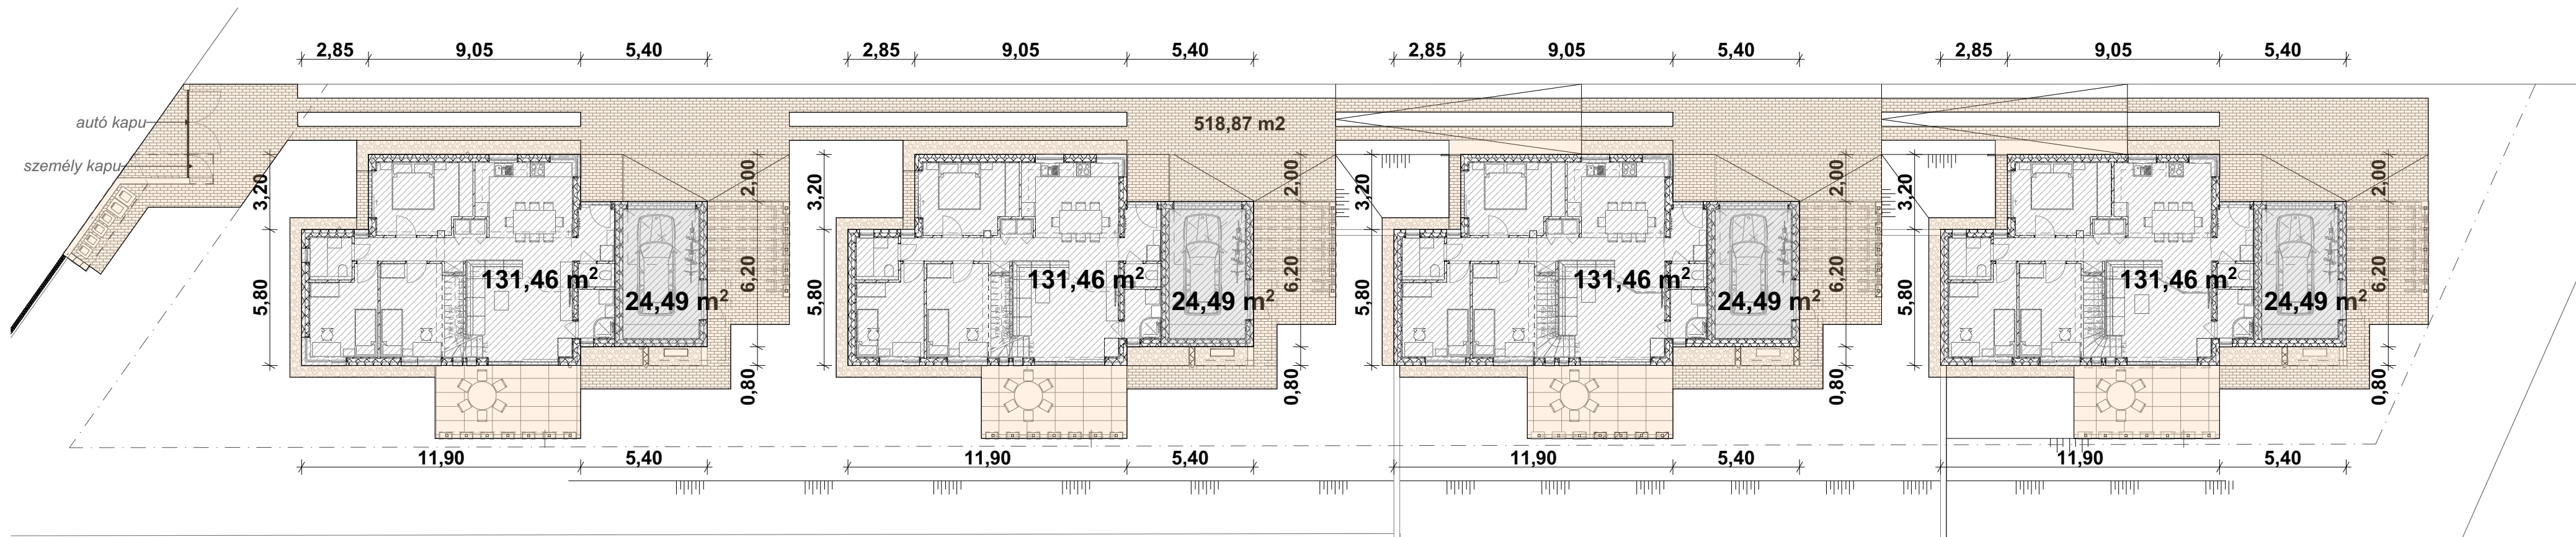 2,85 9,05 5,40 2,85 9,05 5,40 2,85 9,05 5,40 2,85 9,05 5,40
autó kapu
518,87 m2
személy kapu
3,20 2,00 3,20 2,00 3,20 2,00 3,20 2,00
131,46 m² 6,20 131,46 m² 6,20 131,46 m² 6,20 131,46 m² 6,20
5,80 24,49 m² 5,80 24,49 m² 5,80 24,49 m² 5,80 24,49 m²
0,80 0,80 0,80 0,80
11,90 5,40 11,90 5,40 11,90 5,40 11,90 5,40